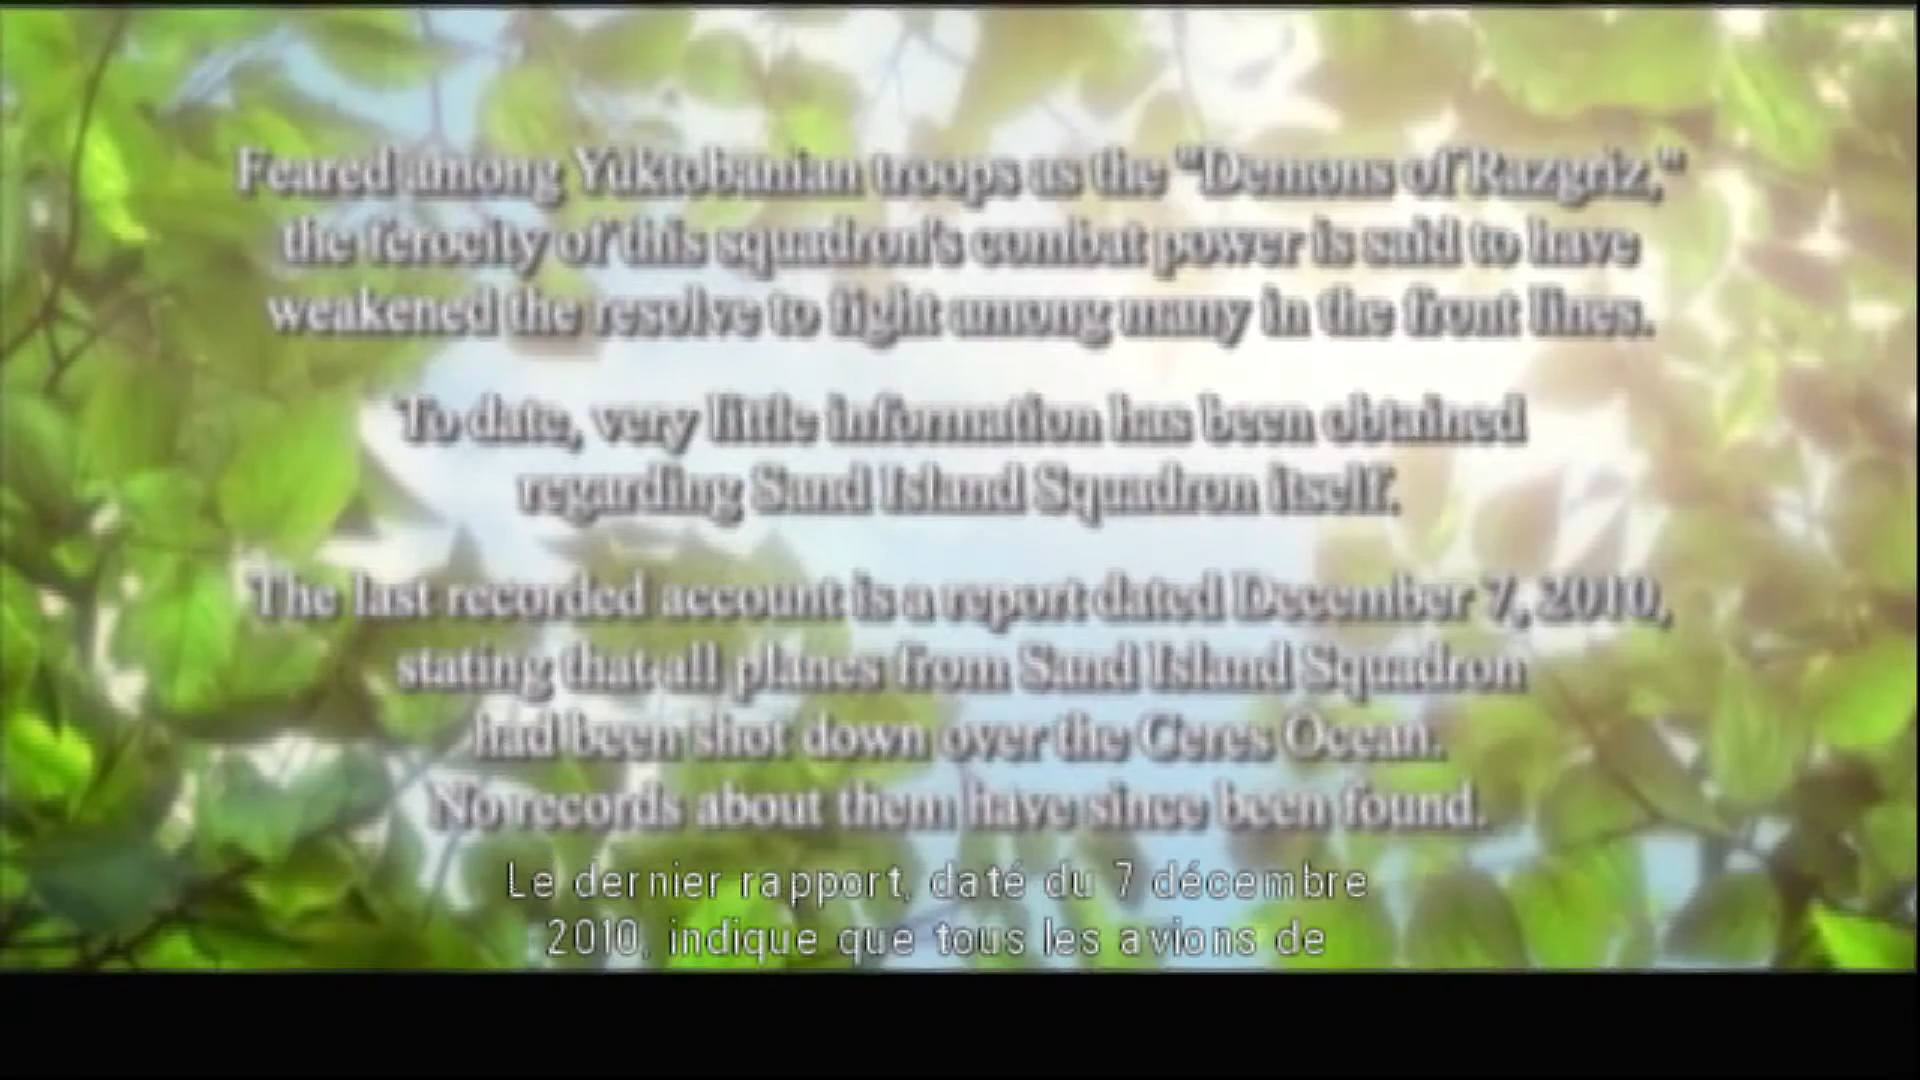 Feared among Yuktobanian troops as the "Demons of Razgriz,"
the ferocity of this squadron's combat power is said to have
weakened the resolve to fight among many in the front lines.
To date, very little information has been obtained
regarding Sand Island Squadron itself.
The last recorded account is a report dated December 7, 2010,
stating that all planes from Sand Island Squadron
had been shot down over the Ceres Ocean.
No records about them have since been found.
Le dernier rapport, daté du 7 décembre
2010, indique que tous les avions de